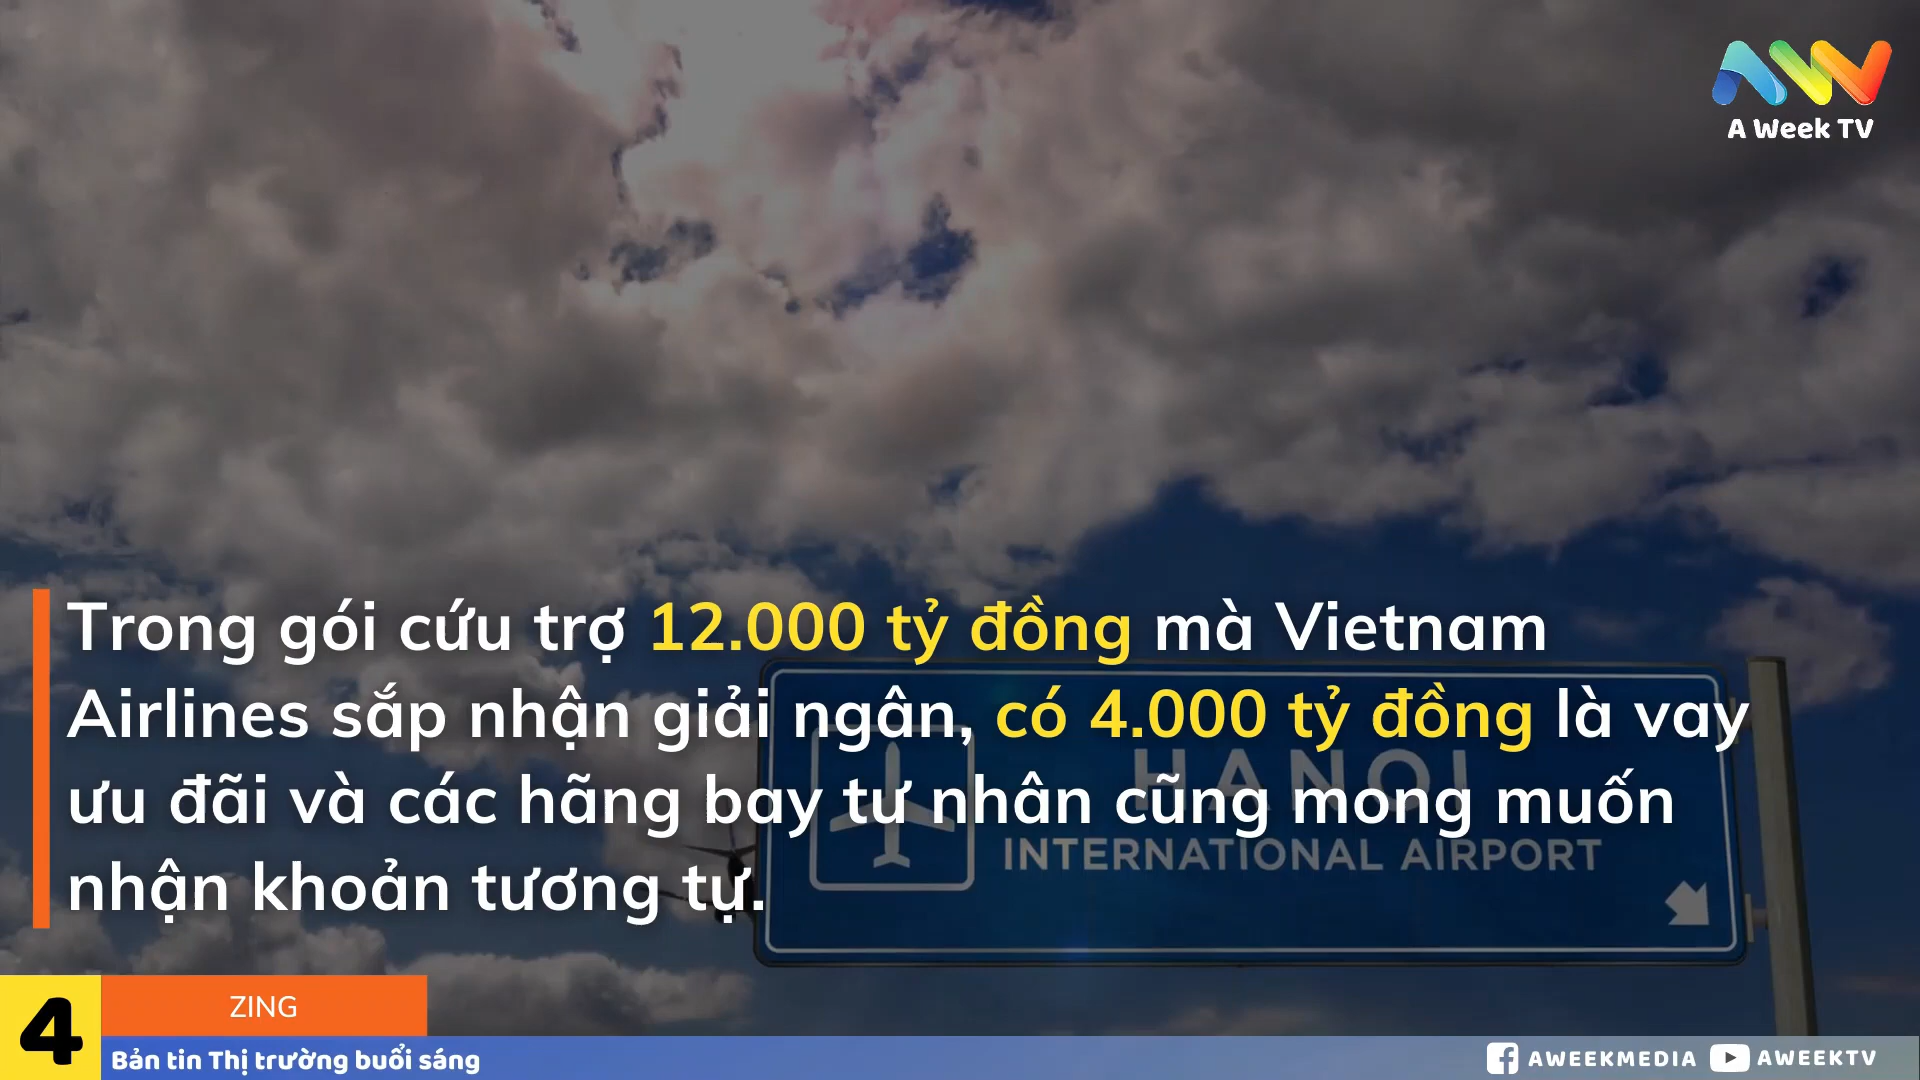 A Week TV
Trong gói cứu trợ 12.000 tỷ đồng mà Vietnam
Airlines sắp nhận giải ngân, có 4.000 tỷ đồng là vay
ưu đãi và các hãng bay tư nhân cũng mong muốn
nhận khoản tương tự.
HANOI
INTERNATIONAL AIRPORT
4
ZING
Bản tin Thị trường buổi sáng
AWEEKMEDIA
AWEEKTV